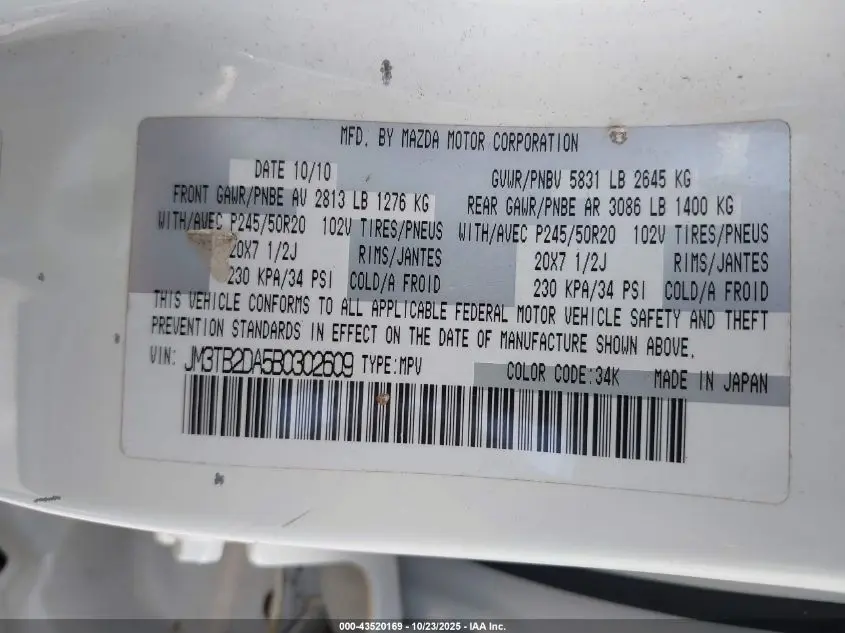 MFD. BY MAZDA MOTOR CORPORATION
DATE 10/10 GVWR/PNBV 5831 LB 2645 KG
FRONT GAWR/PNBE AV 2813 LB 1276 KG REAR GAWR/PNBE AR 3086 LB 1400 KG
WITH/AVEC P245/50R20 102V TIRES/PNEUS WITH/AVEC P245/50R20 102V TIRES/PNEUS
20X7 1/2J RIMS/JANTES 20X7 1/2J RIMS/JANTES
230 KPA/34 PSI COLD/A FROID 230 KPA/34 PSI COLD/A FROID
THIS VEHICLE CONFORMS TO ALL APPLICABLE FEDERAL MOTOR VEHICLE SAFETY AND THEFT
PREVENTION STANDARDS IN EFFECT ON THE DATE OF MANUFACTURE SHOWN ABOVE.
VIN: JM3TB2DA5B0302609 TYPE:MPV COLOR CODE:34K MADE IN JAPAN
000-43520169 - 10/23/2025 - IAA Inc.